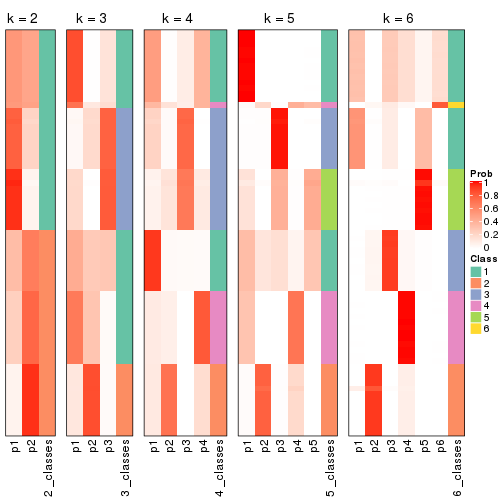 k = 2
k = 3
k = 4
k = 5
k = 6
p1
p2
2_classes
p1
p2
p3
3_classes
p1
p2
p3
p4
4_classes
p1
p2
p3
p4
p5
5_classes
p1
p2
p3
p4
p5
p6
6_classes
Prob
1
0.8
0.6
0.4
0.2
0
Class
1
2
3
4
5
6